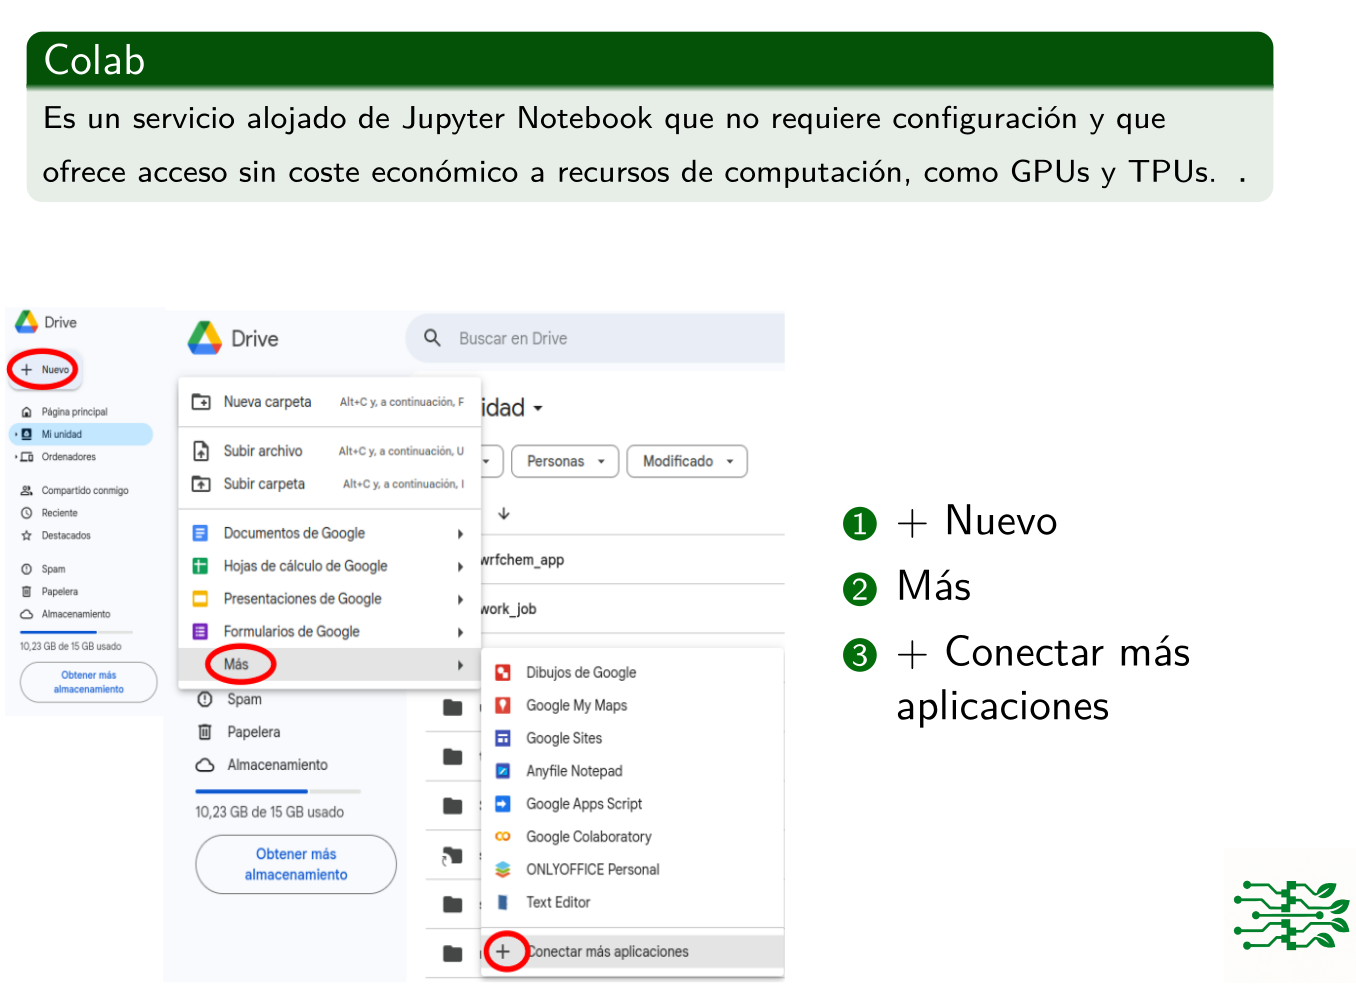 Colab
Es un servicio alojado de Jupyter Notebook que no requiere configuración y que
ofrece acceso sin coste económico a recursos de computación, como GPUs y TPUs. .
Drive
+ Nuevo
Página principal
Mi unidad
Ordenadores
Compartido conmigo
Reciente
Destacados
Spam
Papelera
Almacenamiento
10,23 GB de 15 GB usado
Obtener más
almacenamiento
Drive
Buscar en Drive
Nueva carpeta Alt+C y, a continuación, F
Subir archivo Alt+C y, a continuación, U
Subir carpeta Alt+C y, a continuación, I
Documentos de Google
Hojas de cálculo de Google
Presentaciones de Google
Formularios de Google
Más
Spam
Papelera
Almacenamiento
10,23 GB de 15 GB usado
Obtener más
almacenamiento
idad
Personas
Modificado
wrfchem_app
work_job
Dibujos de Google
Google My Maps
Google Sites
Anyfile Notepad
Google Apps Script
Google Colaboratory
ONLYOFFICE Personal
Text Editor
+ Conectar más aplicaciones
1 + Nuevo
2 Más
3 + Conectar más
aplicaciones